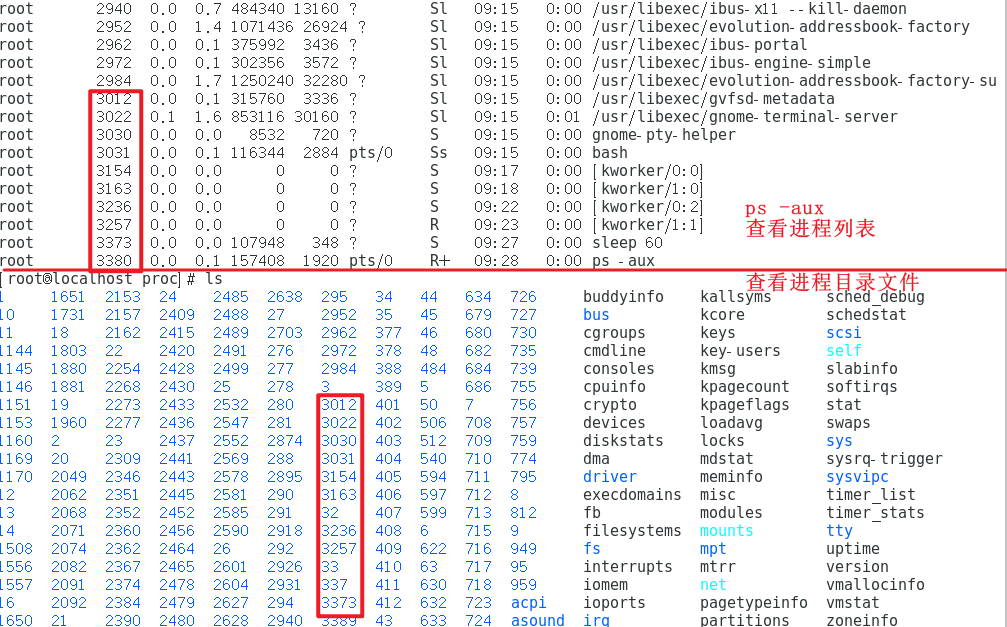 root 2940 0.0 0.7 484340 13160 ? Sl 09:15 0:00 /usr/libexec/ibus-x11 --kill-daemon
root 2952 0.0 1.4 1071436 26924 ? Sl 09:15 0:00 /usr/libexec/evolution-addressbook-factory
root 2962 0.0 0.1 375992 3436 ? Sl 09:15 0:00 /usr/libexec/ibus-portal
root 2972 0.0 0.1 302356 3572 ? Sl 09:15 0:00 /usr/libexec/ibus-engine-simple
root 2984 0.0 1.7 1250240 32280 ? Sl 09:15 0:00 /usr/libexec/evolution-addressbook-factory-su
root 3012 0.0 0.1 315760 3336 ? Sl 09:15 0:00 /usr/libexec/gvfsd-metadata
root 3022 0.1 1.6 853116 30160 ? Sl 09:15 0:01 /usr/libexec/gnome-terminal-server
root 3030 0.0 0.0 8532 720 ? S 09:15 0:00 gnome-pty-helper
root 3031 0.0 0.1 116344 2884 pts/0 Ss 09:15 0:00 bash
root 3154 0.0 0.0 0 0 ? S 09:17 0:00 [kworker/0:0]
root 3163 0.0 0.0 0 0 ? S 09:18 0:00 [kworker/1:0]
root 3236 0.0 0.0 0 0 ? S 09:22 0:00 [kworker/0:2]
root 3257 0.0 0.0 0 0 ? R 09:23 0:00 [kworker/1:1]
root 3373 0.0 0.0 107948 348 ? S 09:27 0:00 sleep 60
root 3380 0.0 0.1 157408 1920 pts/0 R+ 09:28 0:00 ps -aux
ps -aux
查看进程列表
[root@localhost proc]# ls
查看进程目录文件
1 1651 2153 24 2485 2638 295 34 44 634 726 buddyinfo kallsyms sched_debug
10 1731 2157 2409 2488 27 2952 35 45 679 727 bus kcore schedstat
11 18 2162 2415 2489 2703 2962 377 46 680 730 cgroups keys scsi
1144 1803 22 2420 2491 276 2972 378 48 682 735 cmdline key-users self
1145 1880 2254 2428 2499 277 2984 388 484 684 739 consoles kmsg slabinfo
1146 1881 2268 2430 25 278 3 389 5 686 755 cpuinfo kpagecount softirqs
1151 19 2273 2433 2532 280 3012 401 50 7 756 crypto kpageflags stat
1153 1960 2277 2436 2547 281 3022 402 506 708 757 devices loadavg swaps
1160 2 23 2437 2552 2874 3030 403 512 709 759 diskstats locks sys
1169 20 2309 2441 2569 288 3031 404 540 710 774 dma mdstat sysrq-trigger
1170 2049 2346 2443 2578 2895 3154 405 594 711 795 driver meminfo sysvipc
12 2062 2351 2445 2581 290 3163 406 597 712 8 execdomains misc timer_list
13 2068 2352 2452 2585 291 32 407 599 713 812 fb modules timer_stats
14 2071 2360 2456 2590 2918 3236 408 6 715 9 filesystems mounts tty
1508 2074 2362 2464 26 292 3257 409 622 716 949 fs mpt uptime
1556 2082 2367 2465 2601 2926 33 410 63 717 95 interrupts mtrr version
1557 2091 2374 2478 2604 2931 337 411 630 718 959 iomem net vmallocinfo
16 2092 2384 2479 2627 294 3373 412 632 723 acpi ioports pagetypeinfo vmstat
1650 21 2390 2480 2628 2940 3389 43 633 724 asound irq partitions zoneinfo